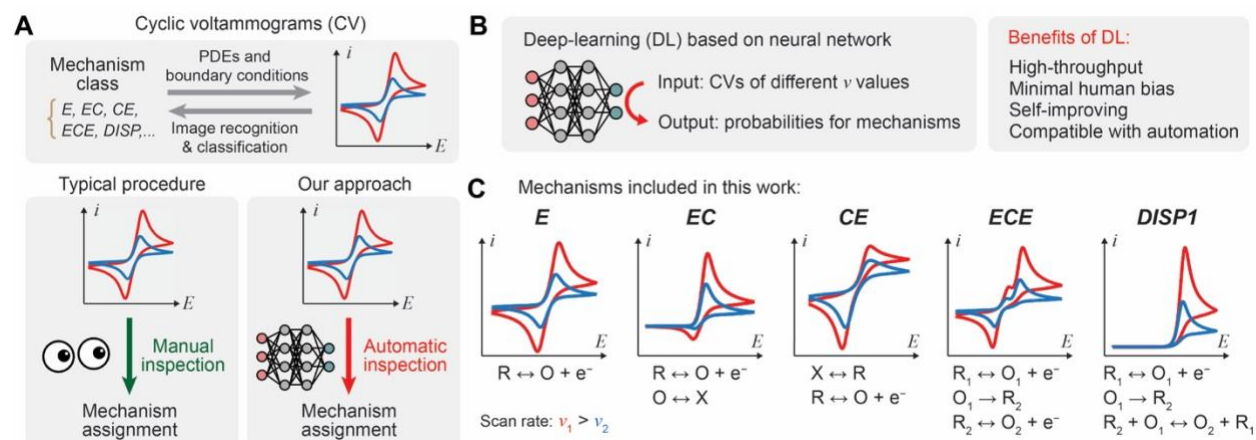 A
Cyclic voltammograms (CV)
Mechanism
class
E, EC, CE,
ECE, DISP,...
PDEs and
boundary conditions
Image recognition
& classification
i
E
Typical procedure
i
E
Manual
inspection
Mechanism
assignment
Our approach
i
E
Automatic
inspection
Mechanism
assignment
B
Deep-learning (DL) based on neural network
Input: CVs of different v values
Output: probabilities for mechanisms
Benefits of DL:
High-throughput
Minimal human bias
Self-improving
Compatible with automation
C
Mechanisms included in this work:
E
i
E
R ↔ O + e⁻
EC
i
E
R ↔ O + e⁻
O ↔ X
CE
i
E
X ↔ R
R ↔ O + e⁻
ECE
i
E
R₁ ↔ O₁ + e⁻
O₁ → R₂
R₂ ↔ O₂ + e⁻
DISP1
i
E
R₁ ↔ O₁ + e⁻
O₁ → R₂
R₂ + O₁ ↔ O₂ + R₁
Scan rate: v₁ > v₂